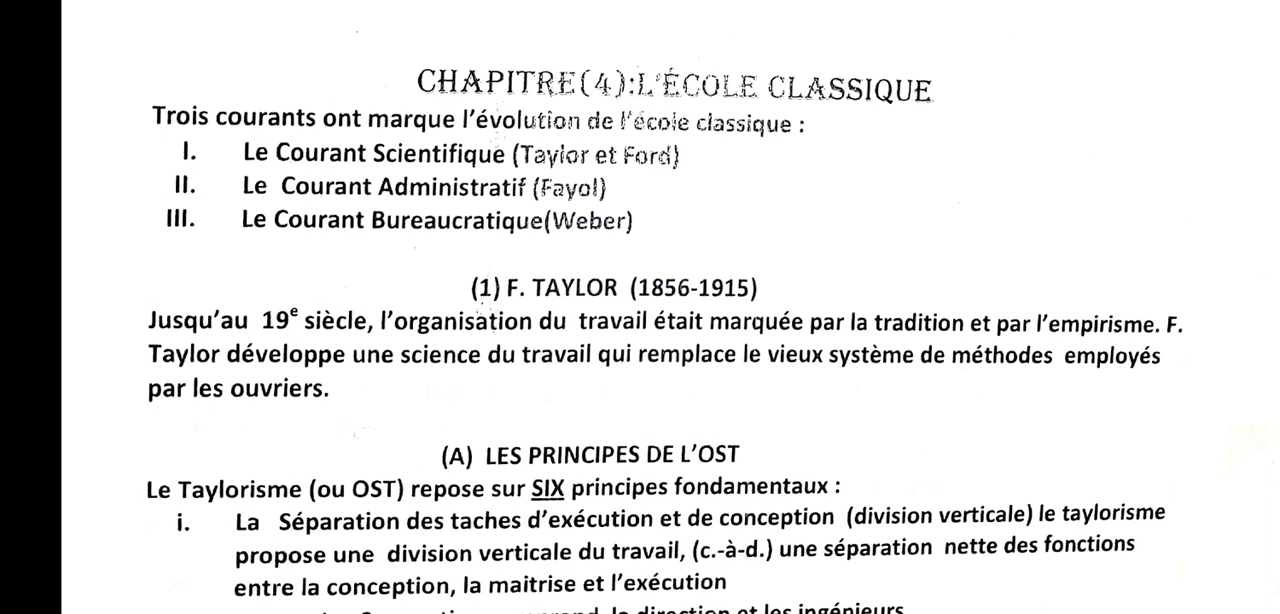 CHAPITRE(4):L'ÉCOLE CLASSIQUE
Trois courants ont marque l'évolution de l'école classique :
I. Le Courant Scientifique (Taylor et Ford)
II. Le Courant Administratif (Fayol)
III. Le Courant Bureaucratique(Weber)
(1) F. TAYLOR (1856-1915)
Jusqu'au 19e siècle, l'organisation du travail était marquée par la tradition et par l'empirisme. F.
Taylor développe une science du travail qui remplace le vieux système de méthodes employés
par les ouvriers.
(A) LES PRINCIPES DE L'OST
Le Taylorisme (ou OST) repose sur SIX principes fondamentaux :
i. La Séparation des taches d'exécution et de conception (division verticale) le taylorisme
propose une division verticale du travail, (c.-à-d.) une séparation nette des fonctions
entre la conception, la maitrise et l'exécution
la direction et les ingénieurs